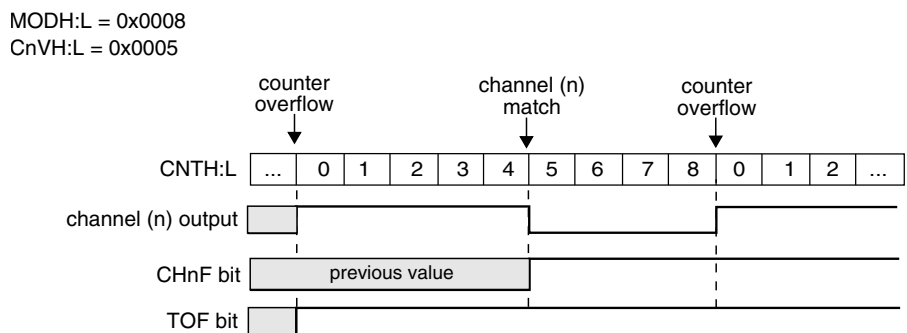 MODH:L = 0x0008
CnVH:L = 0x0005
counter
overflow
channel (n)
match
counter
overflow
CNTH:L ... 0 1 2 3 4 5 6 7 8 0 1 2 ...
channel (n) output
CHnF bit previous value
TOF bit